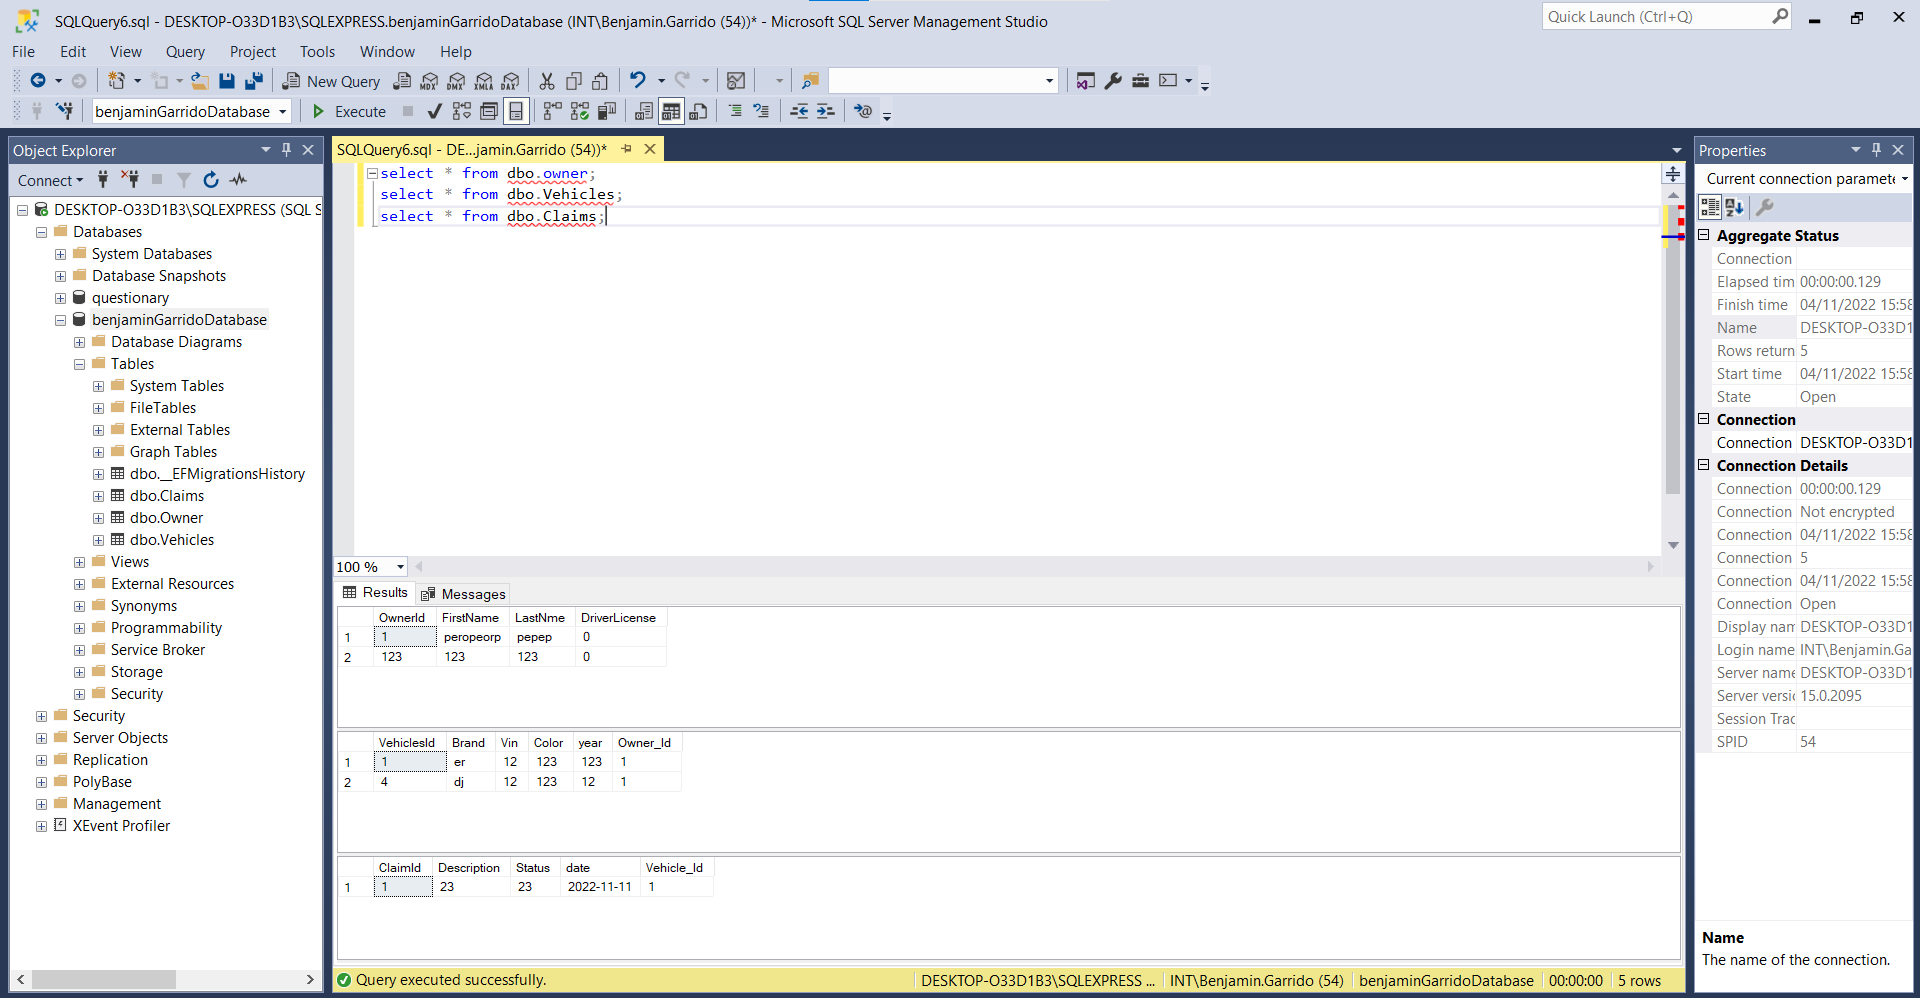 SQLQuery6.sql - DESKTOP-O33D1B3\SQLEXPRESS.benjaminGarridoDatabase (INT\Benjamin.Garrido (54))* - Microsoft SQL Server Management Studio
Quick Launch (Ctrl+Q)
File Edit View Query Project Tools Window Help
New Query MDX DMX XMLA DAX
benjaminGarridoDatabase Execute
Object Explorer
Connect
DESKTOP-O33D1B3\SQLEXPRESS (SQL S
Databases
System Databases
Database Snapshots
questionary
benjaminGarridoDatabase
Database Diagrams
Tables
System Tables
FileTables
External Tables
Graph Tables
dbo.__EFMigrationsHistory
dbo.Claims
dbo.Owner
dbo.Vehicles
Views
External Resources
Synonyms
Programmability
Service Broker
Storage
Security
Security
Server Objects
Replication
PolyBase
Management
XEvent Profiler
SQLQuery6.sql - DE...jamin.Garrido (54))*
select * from dbo.owner;
select * from dbo.Vehicles;
select * from dbo.Claims;
100 %
Results Messages
OwnerId FirstName LastNme DriverLicense
1 1 peropeorp pepep 0
2 123 123 123 0
VehiclesId Brand Vin Color year Owner_Id
1 1 er 12 123 123 1
2 4 dj 12 123 12 1
ClaimId Description Status date Vehicle_Id
1 1 23 23 2022-11-11 1
Query executed successfully. DESKTOP-O33D1B3\SQLEXPRESS ... INT\Benjamin.Garrido (54) benjaminGarridoDatabase 00:00:00 5 rows
Properties
Current connection paramete
Aggregate Status
Connection
Elapsed tim 00:00:00.129
Finish time 04/11/2022 15:58
Name DESKTOP-O33D1
Rows return 5
Start time 04/11/2022 15:58
State Open
Connection
Connection DESKTOP-O33D1
Connection Details
Connection 00:00:00.129
Connection Not encrypted
Connection 04/11/2022 15:58
Connection 5
Connection 04/11/2022 15:58
Connection Open
Display nam DESKTOP-O33D1
Login name INT\Benjamin.Ga
Server name DESKTOP-O33D1
Server versic 15.0.2095
Session Trac
SPID 54
Name
The name of the connection.